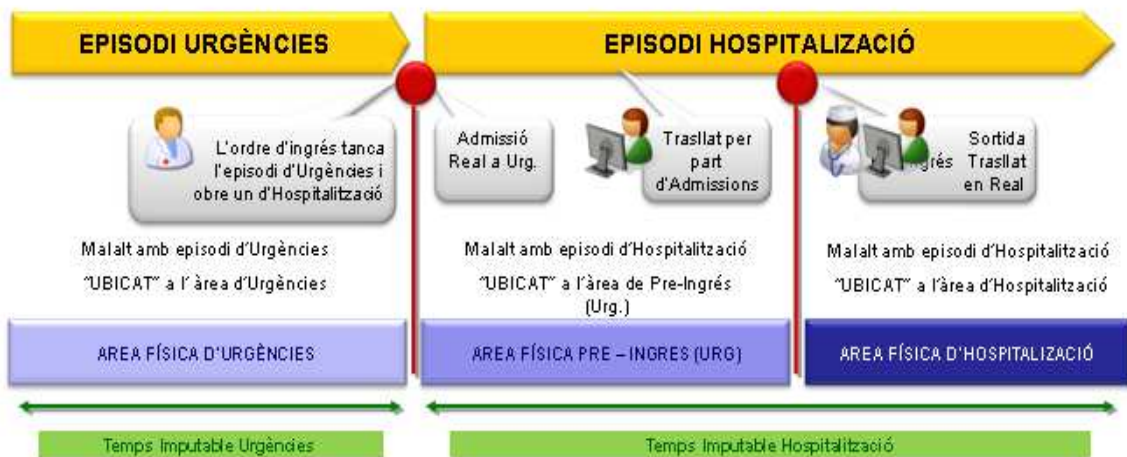 EPISODI URGÈNCIES
EPISODI HOSPITALIZACIÓ
L'ordre d'ingrés tanca
l'episodi d'Urgències i
obre un d'Hospitalització
Admissió
Real a Urg.
Trasllat per
part
d'Admissions
Sortida
Ingrés Trasllat
en Real
Malalt amb episodi d'Urgències
"UBICAT" a l'àrea d'Urgències
Malalt amb episodi d'Hospitalització
"UBICAT" a l'àrea de Pre-Ingrés
(Urg.)
Malalt amb episodi d'Hospitalització
"UBICAT" a l'àrea d'Hospitalització
AREA FÍSICA D'URGÈNCIES
AREA FÍSICA PRE – INGRES (URG)
AREA FÍSICA D'HOSPITALIZACIÓ
Temps Imputable Urgències
Temps Imputable Hospitalització